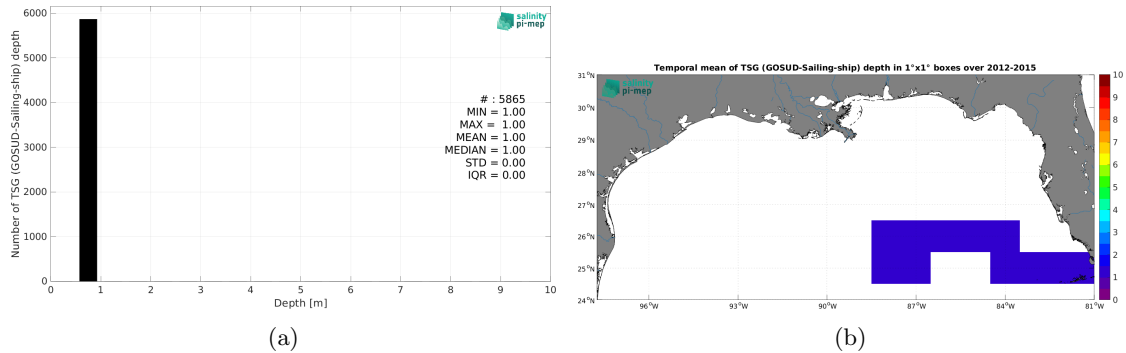 6000
5000
4000
3000
2000
1000
0
Number of TSG (GOSUD-Sailing-ship) depth
salinity
pi-mep
# : 5865
MIN = 1.00
MAX = 1.00
MEAN = 1.00
MEDIAN = 1.00
STD = 0.00
IQR = 0.00
0 1 2 3 4 5 6 7 8 9 10
Depth [m]
(a)
Temporal mean of TSG (GOSUD-Sailing-ship) depth in 1°x1° boxes over 2012-2015
salinity
pi-mep
31°N
30°N
29°N
28°N
27°N
26°N
25°N
24°N
96°W 93°W 90°W 87°W 84°W 81°W
10
9
8
7
6
5
4
3
2
1
0
(b)